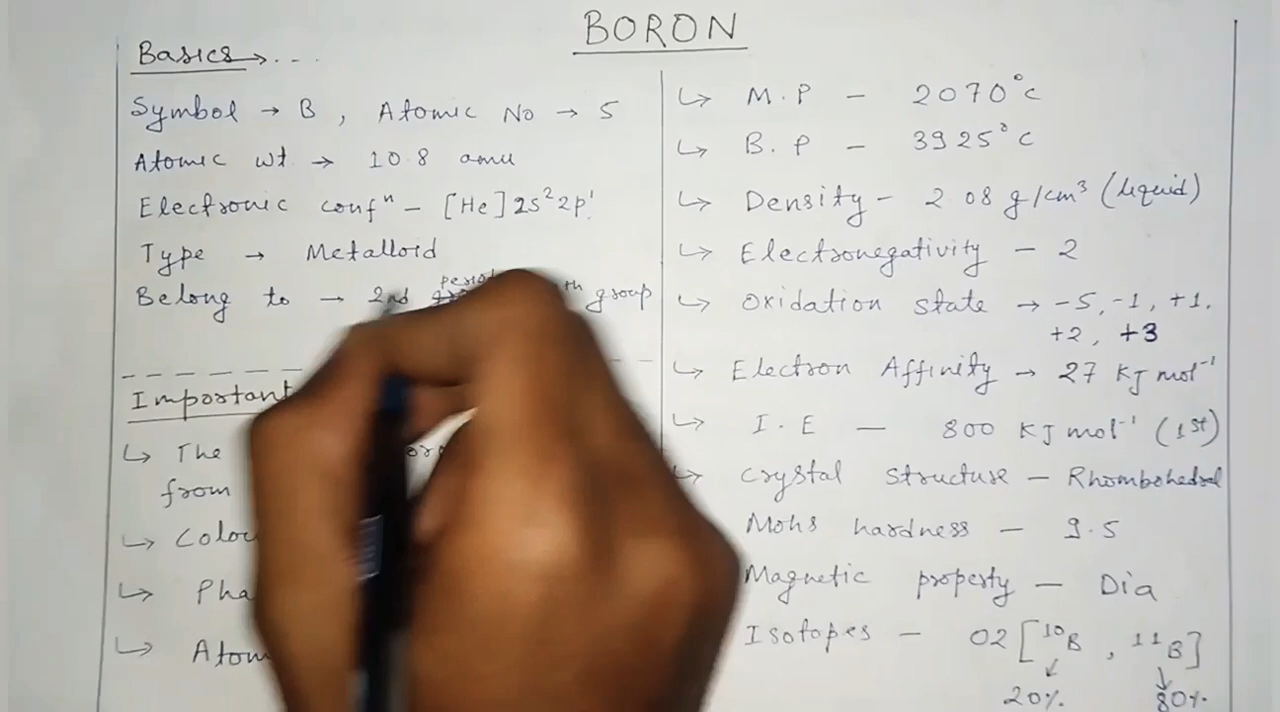 BORON
Basics → . . .
Symbol → B , Atomic No → 5
Atomic wt → 10.8 amu
Electronic confⁿ – [He] 2s² 2p¹
Type → Metalloid
Belong to → 2nd group
Important
↳ The
from
↳
↳
↳ Atom
↳ M.P – 2070°C
↳ B.P – 3925°C
↳ Density – 2.08 g/cm³ (liquid)
↳ Electronegativity – 2
↳ Oxidation state → -5, -1, +1,
+2, +3
↳ Electron Affinity → 27 KJ mol⁻¹
↳ I.E – 800 KJ mol⁻¹ (1st)
↳ Crystal structure – Rhombohedral
Mohs hardness – 9.5
Magnetic property – Dia
Isotopes – 02 [¹⁰B , ¹¹B]
↓ ↓
20% 80%